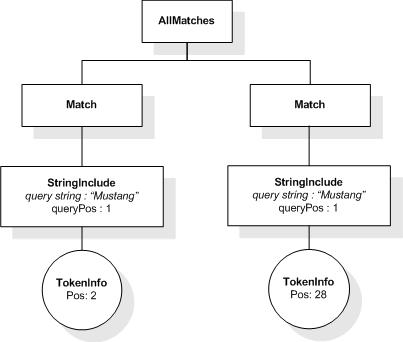 AllMatches
Match
Match
StringInclude
query string : “Mustang”
queryPos : 1
StringInclude
query string : “Mustang”
queryPos : 1
TokenInfo
Pos: 2
TokenInfo
Pos: 28